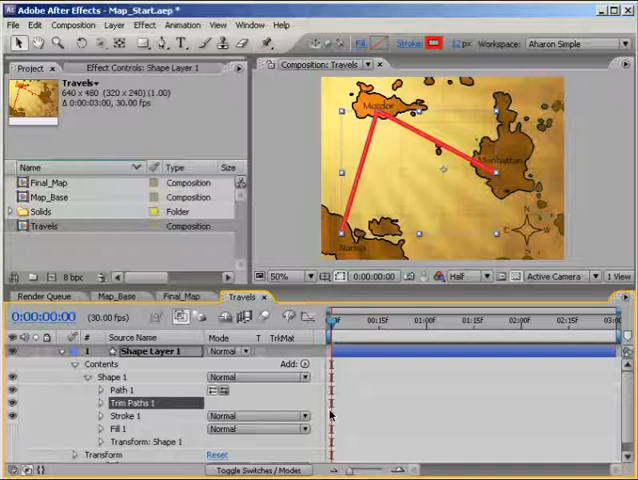 Adobe After Effects - Map_Start.aep *
File Edit Composition Layer Effect Animation View Window Help
Fill: Stroke: 12 px Workspace: Aharon Simple
Project Effect Controls: Shape Layer 1
Composition: Travels
Travels
640 x 480 (320 x 240) (1.00)
Δ 0:00:03:00, 30.00 fps
Mordor
Manhattan
N
Narnia
Name Type Size
Final_Map Composition
Map_Base Composition
Solids Folder
Travels Composition
8 bpc
50% 0:00:00:00 Half Active Camera 1 View
Render Queue Map_Base Final_Map Travels
0:00:00:00 (30.00 fps)
00:15F 01:00F 01:15F 02:00F 02:15F 03:00
# Source Name Mode T TrkMat
1 Shape Layer 1 Normal
Contents Add:
Shape 1 Normal
Path 1
Trim Paths 1
Stroke 1 Normal
Fill 1 Normal
Transform: Shape 1
Transform Reset
Toggle Switches / Modes